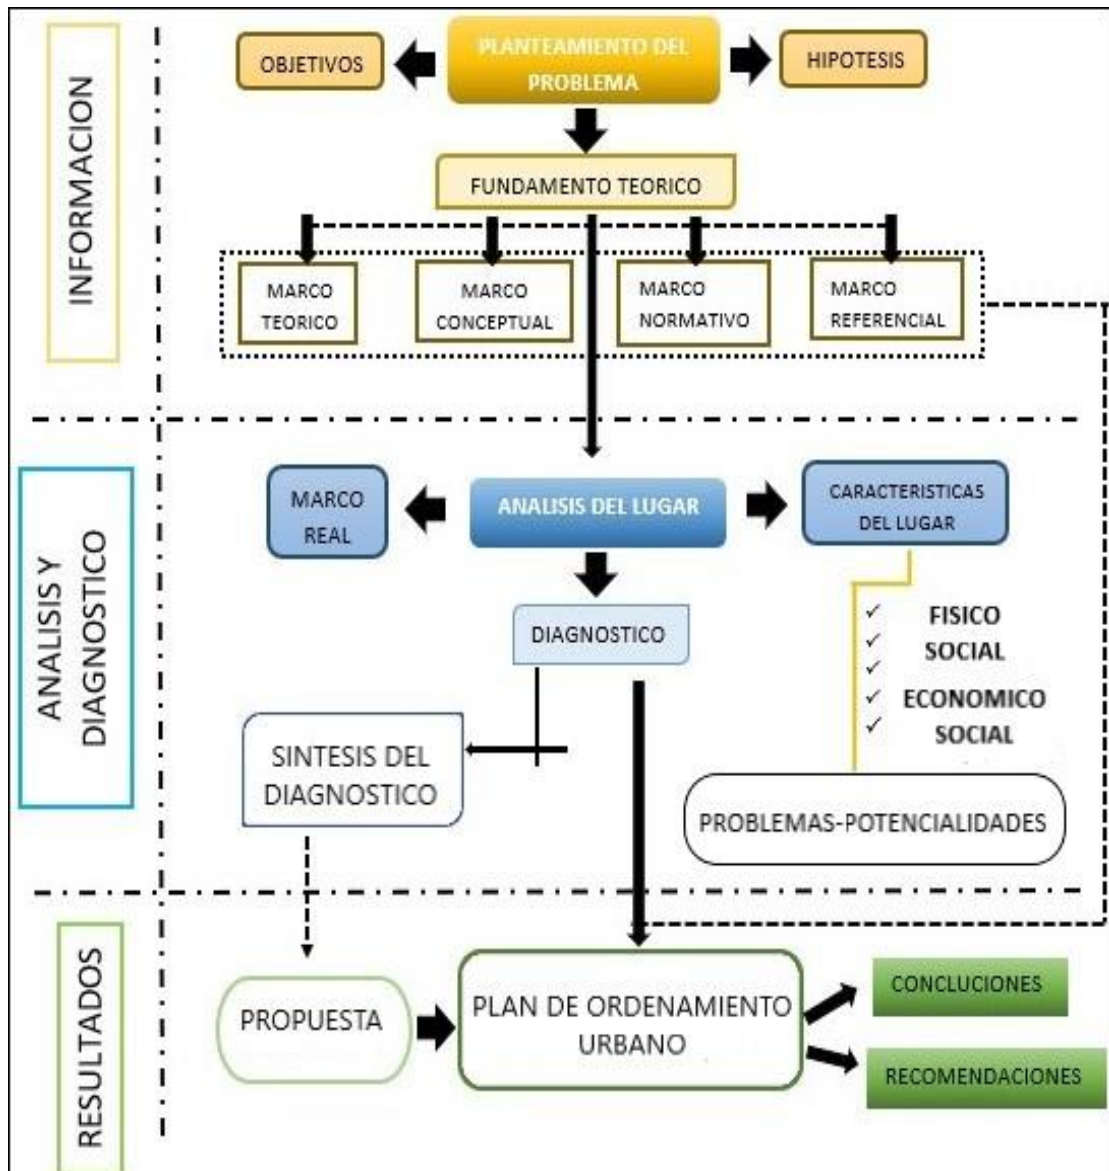 INFORMACION
OBJETIVOS
PLANTEAMIENTO DEL
PROBLEMA
HIPOTESIS
FUNDAMENTO TEORICO
MARCO
TEORICO
MARCO
CONCEPTUAL
MARCO
NORMATIVO
MARCO
REFERENCIAL
ANALISIS Y
DIAGNOSTICO
MARCO
REAL
ANALISIS DEL LUGAR
CARACTERISTICAS
DEL LUGAR
DIAGNOSTICO
✓ FISICO
✓ SOCIAL
✓
✓ ECONOMICO
✓ SOCIAL
SINTESIS DEL
DIAGNOSTICO
PROBLEMAS-POTENCIALIDADES
RESULTADOS
PROPUESTA
PLAN DE ORDENAMIENTO
URBANO
CONCLUCIONES
RECOMENDACIONES